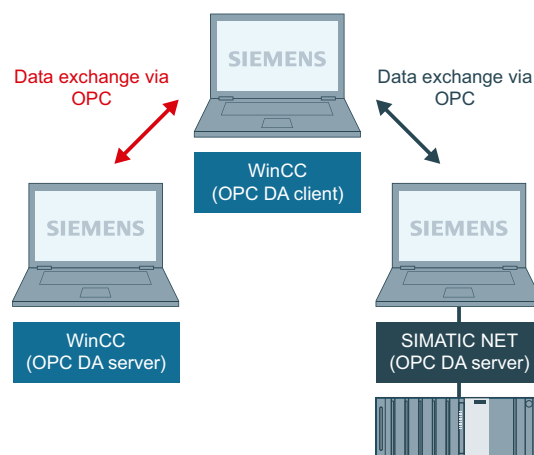 SIEMENS
Data exchange via
OPC
Data exchange via
OPC
WinCC
(OPC DA client)
SIEMENS
SIEMENS
WinCC
(OPC DA server)
SIMATIC NET
(OPC DA server)